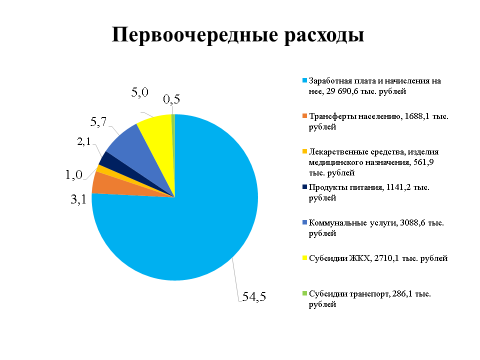 Первоочередные расходы
5,0
0,5
5,7
2,1
1,0
3,1
54,5
Заработная плата и начисления на
нее, 29 690,6 тыс. рублей
Трансферты населению, 1688,1 тыс.
рублей
Лекарственные средства, изделия
медицинского назначения, 561,9
тыс. рублей
Продукты питания, 1141,2 тыс.
рублей
Коммунальные услуги, 3088,6 тыс.
рублей
Субсидии ЖКХ, 2710,1 тыс. рублей
Субсидии транспорт, 286,1 тыс.
рублей